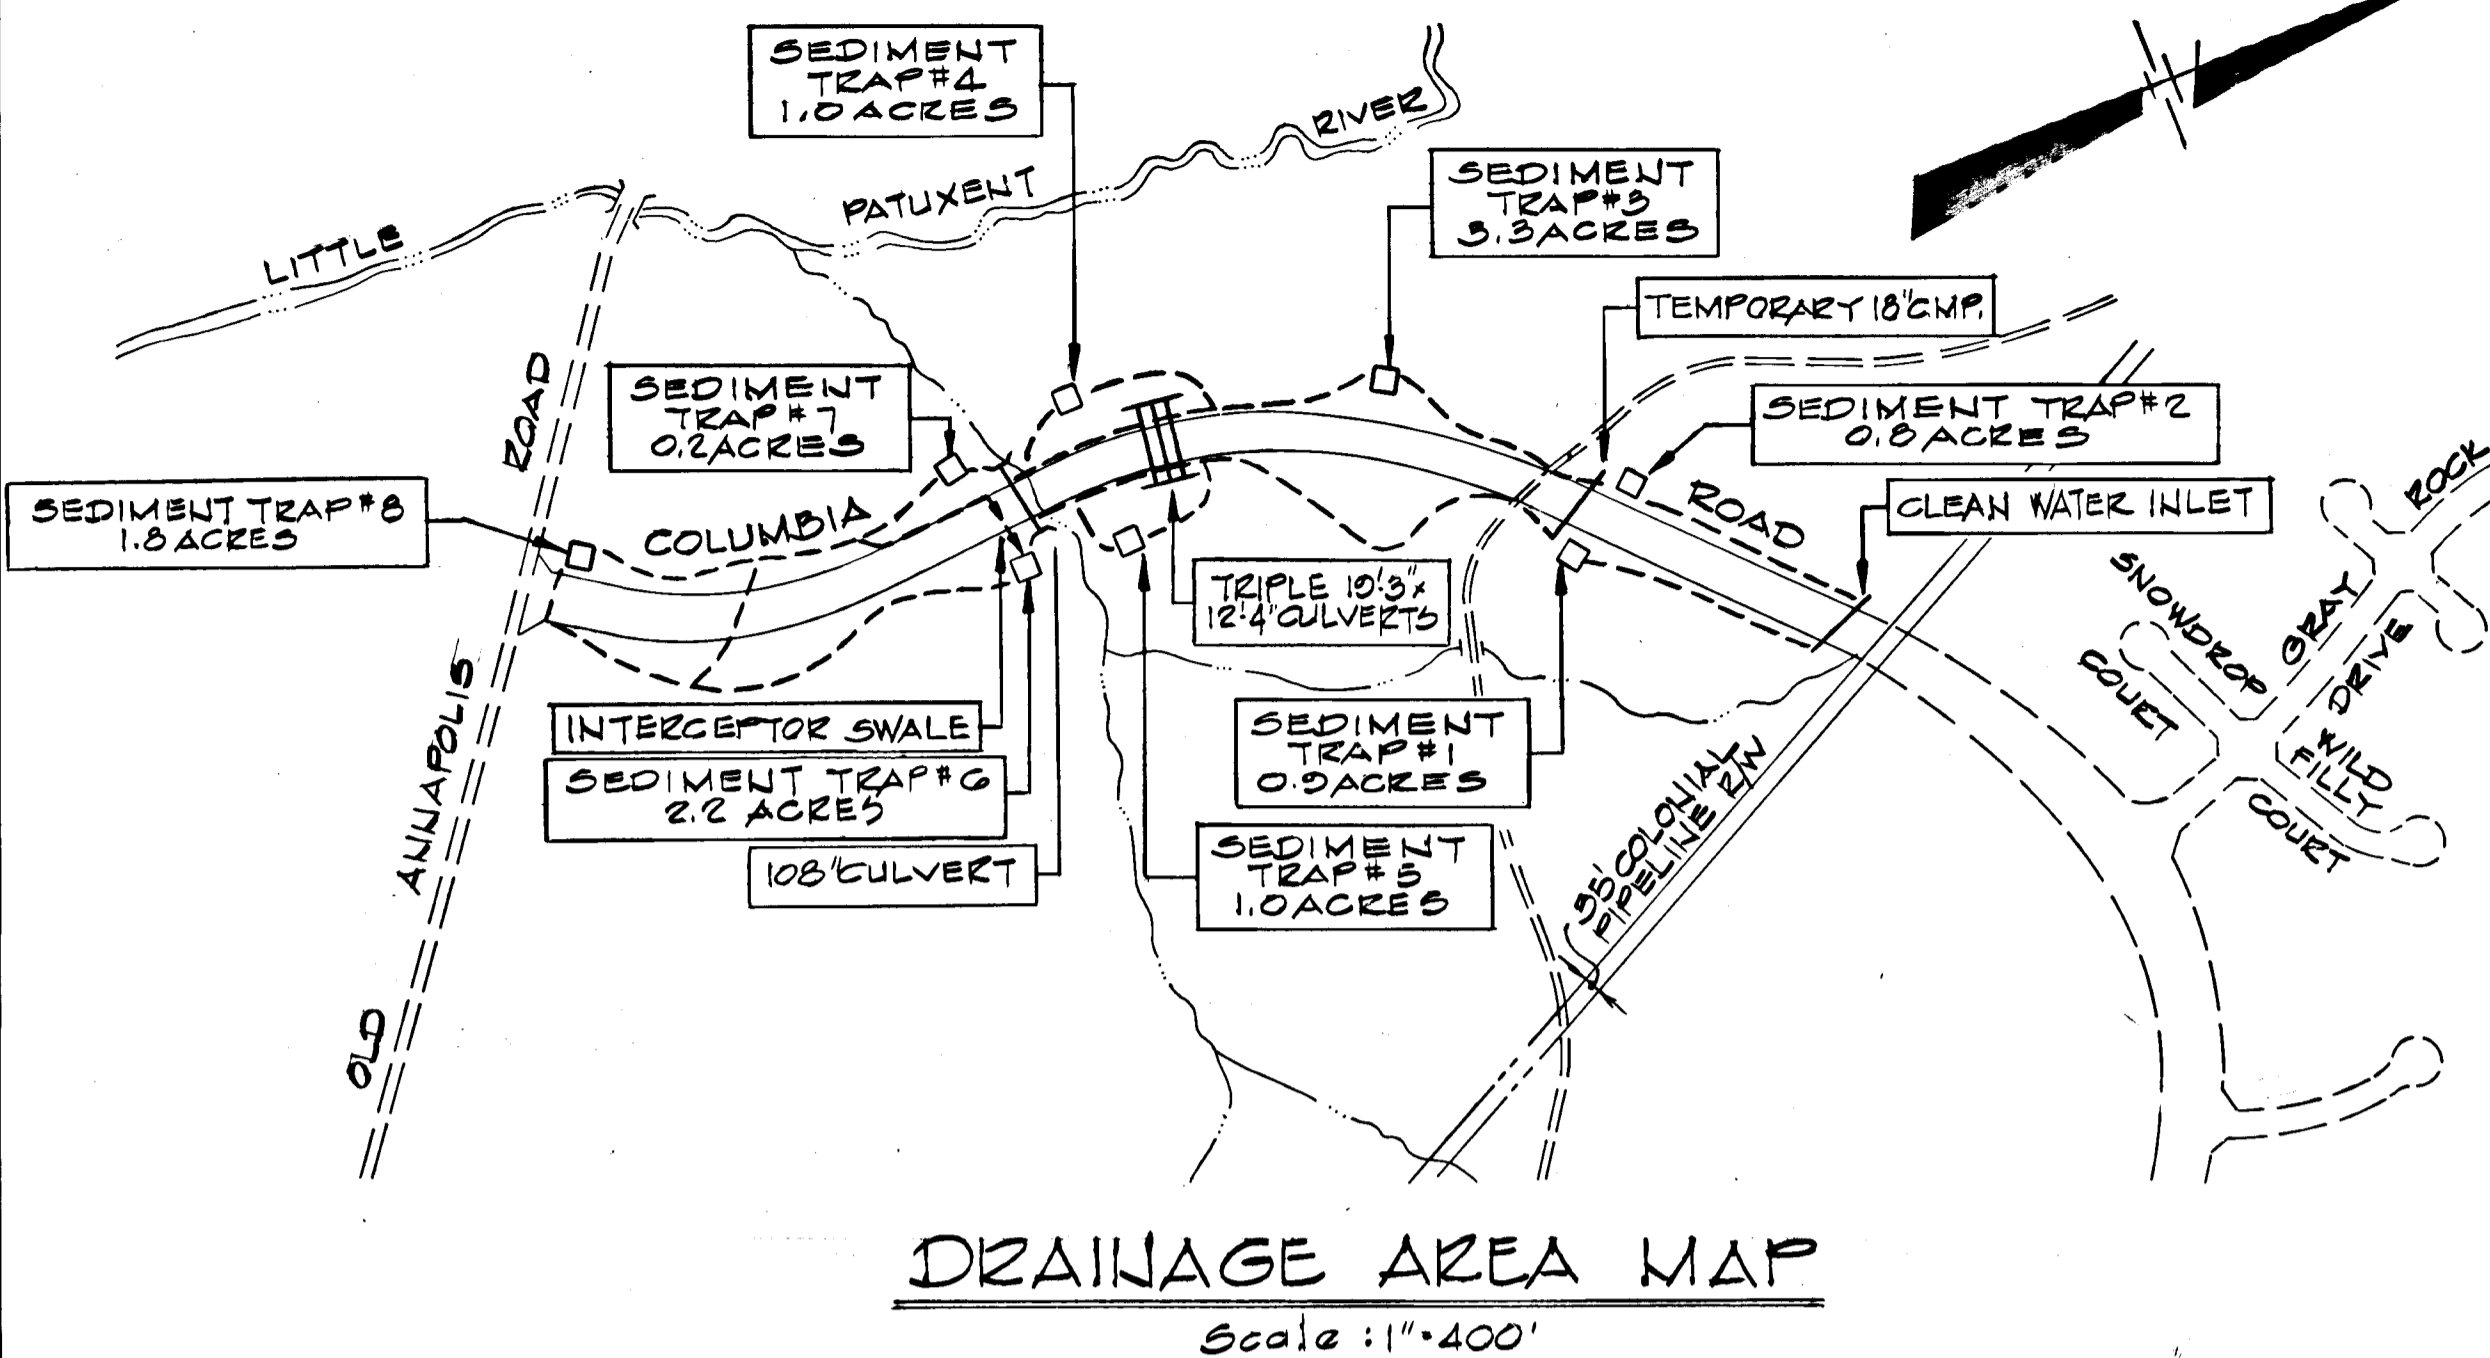 SEDIMENT
TRAP #4
1.0 ACRES
LITTLE
PATUXENT
RIVER
SEDIMENT
TRAP #3
3.3 ACRES
TEMPORARY 18" C.M.P.
SEDIMENT
TRAP #7
0.2 ACRES
SEDIMENT TRAP #2
0.8 ACRES
SEDIMENT TRAP #8
1.8 ACRES
COLUMBIA
ROAD
CLEAN WATER INLET
ROCK
GRAY
DRIVE
SNOWDROP
COURT
WILD
FILLY
COURT
TRIPLE 19'·3" x
12'·4" CULVERTS
INTERCEPTOR SWALE
SEDIMENT TRAP #6
2.2 ACRES
108" CULVERT
SEDIMENT
TRAP #1
0.9 ACRES
SEDIMENT
TRAP #5
1.0 ACRES
COLONIAL
PIPELINE R/W
OLD
ANNAPOLIS
ROAD
DRAINAGE AREA MAP
Scale : 1" = 400'